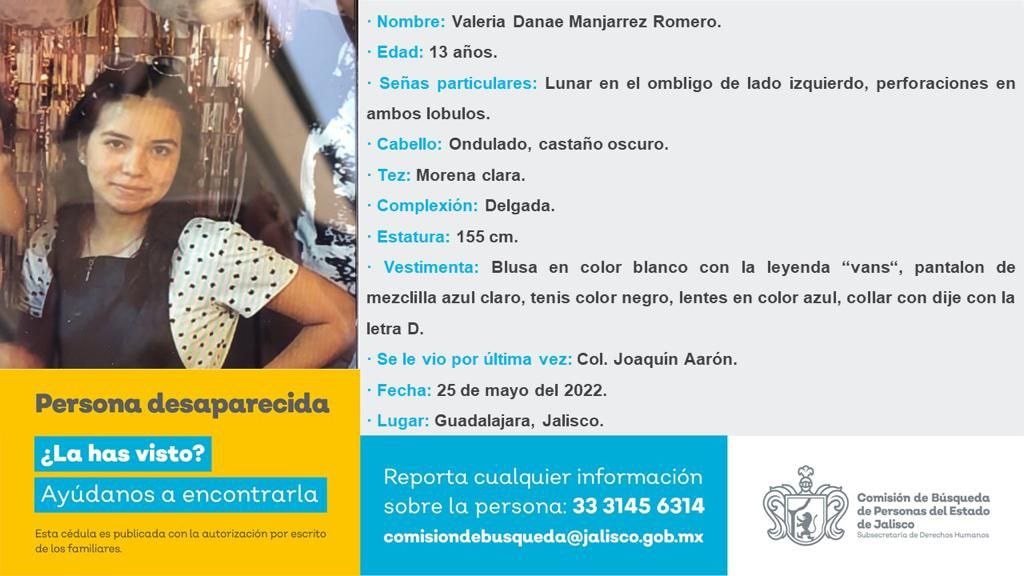 · Nombre: Valeria Danae Manjarrez Romero.
· Edad: 13 años.
· Señas particulares: Lunar en el ombligo de lado izquierdo, perforaciones en
ambos lobulos.
· Cabello: Ondulado, castaño oscuro.
· Tez: Morena clara.
· Complexión: Delgada.
· Estatura: 155 cm.
· Vestimenta: Blusa en color blanco con la leyenda “vans“, pantalon de
mezclilla azul claro, tenis color negro, lentes en color azul, collar con dije con la
letra D.
· Se le vio por última vez: Col. Joaquín Aarón.
· Fecha: 25 de mayo del 2022.
· Lugar: Guadalajara, Jalisco.
Persona desaparecida
¿La has visto?
Ayúdanos a encontrarla
Esta cédula es publicada con la autorización por escrito
de los familiares.
Reporta cualquier información
sobre la persona: 33 3145 6314
comisiondebusqueda@jalisco.gob.mx
Comisión de Búsqueda
de Personas del Estado
de Jalisco
Subsecretaría de Derechos Humanos